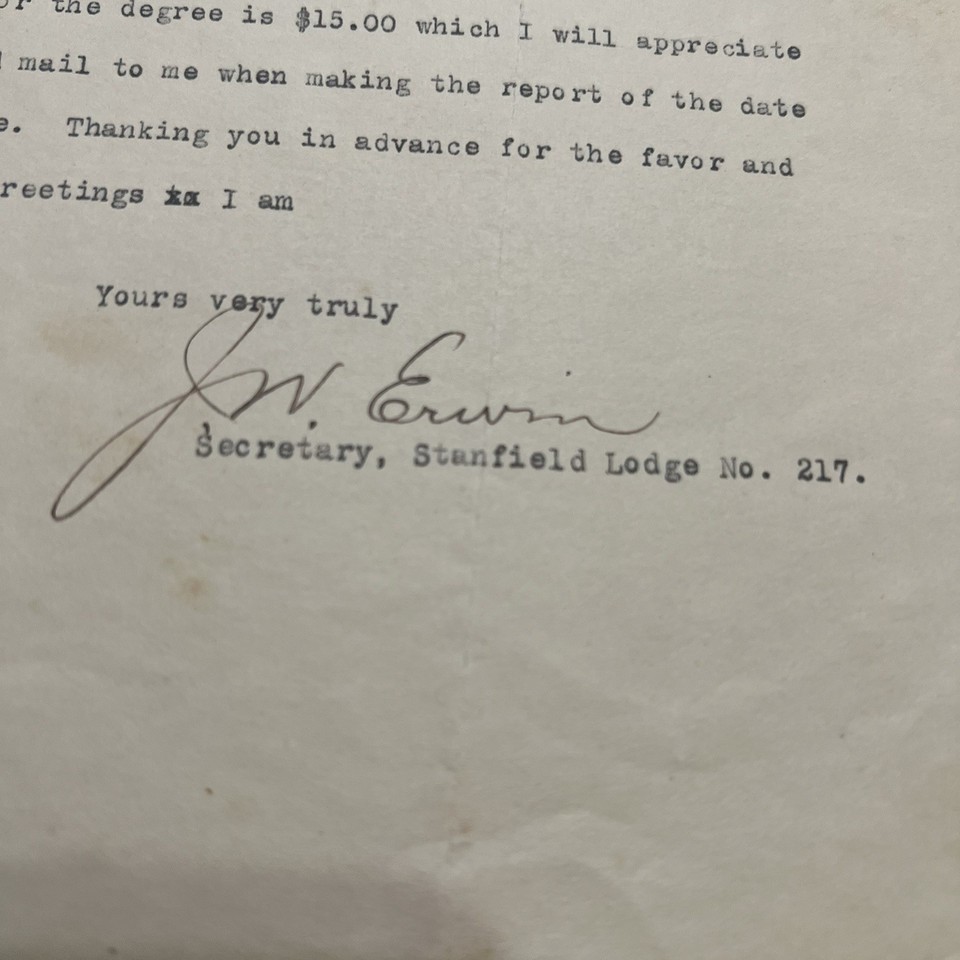 the degree is $15.00 which I will appreciate
mail to me when making the report of the date
e. Thanking you in advance for the favor and
reetings I am
Yours very truly
J.W. Erwin
Secretary, Stanfield Lodge No. 217.